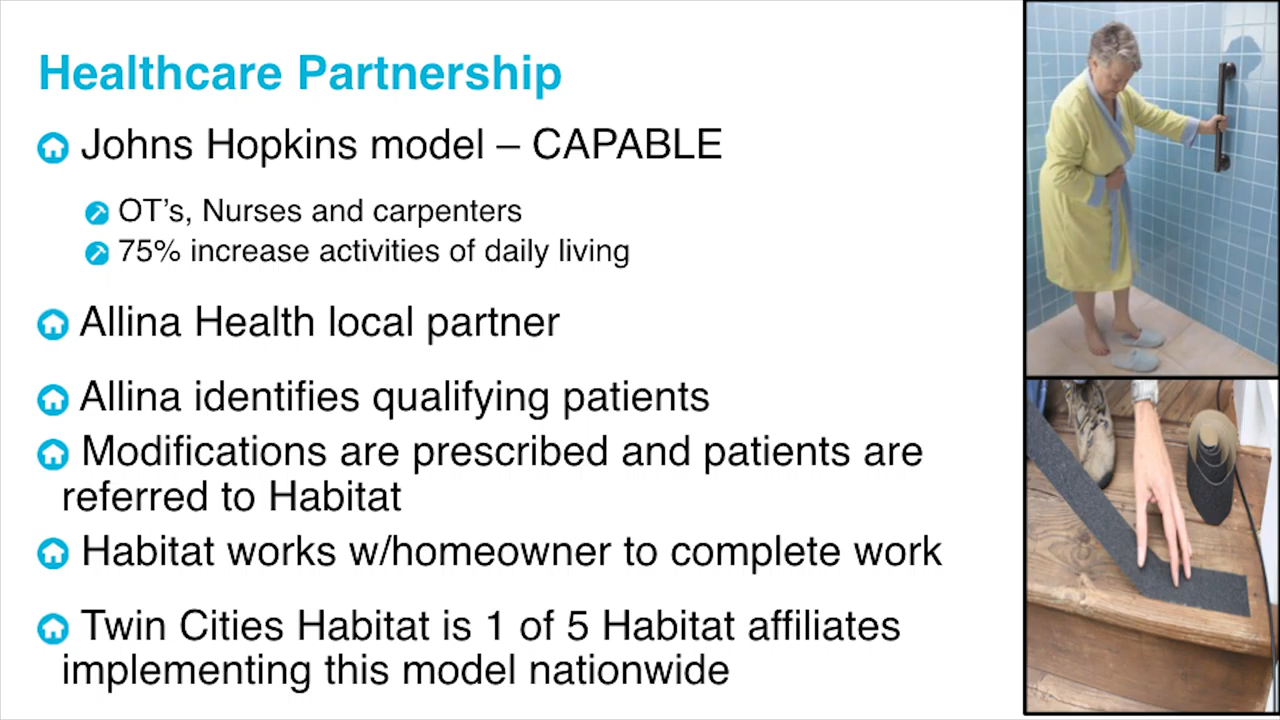 Healthcare Partnership
Johns Hopkins model – CAPABLE
OT’s, Nurses and carpenters
75% increase activities of daily living
Allina Health local partner
Allina identifies qualifying patients
Modifications are prescribed and patients are
referred to Habitat
Habitat works w/homeowner to complete work
Twin Cities Habitat is 1 of 5 Habitat affiliates
implementing this model nationwide